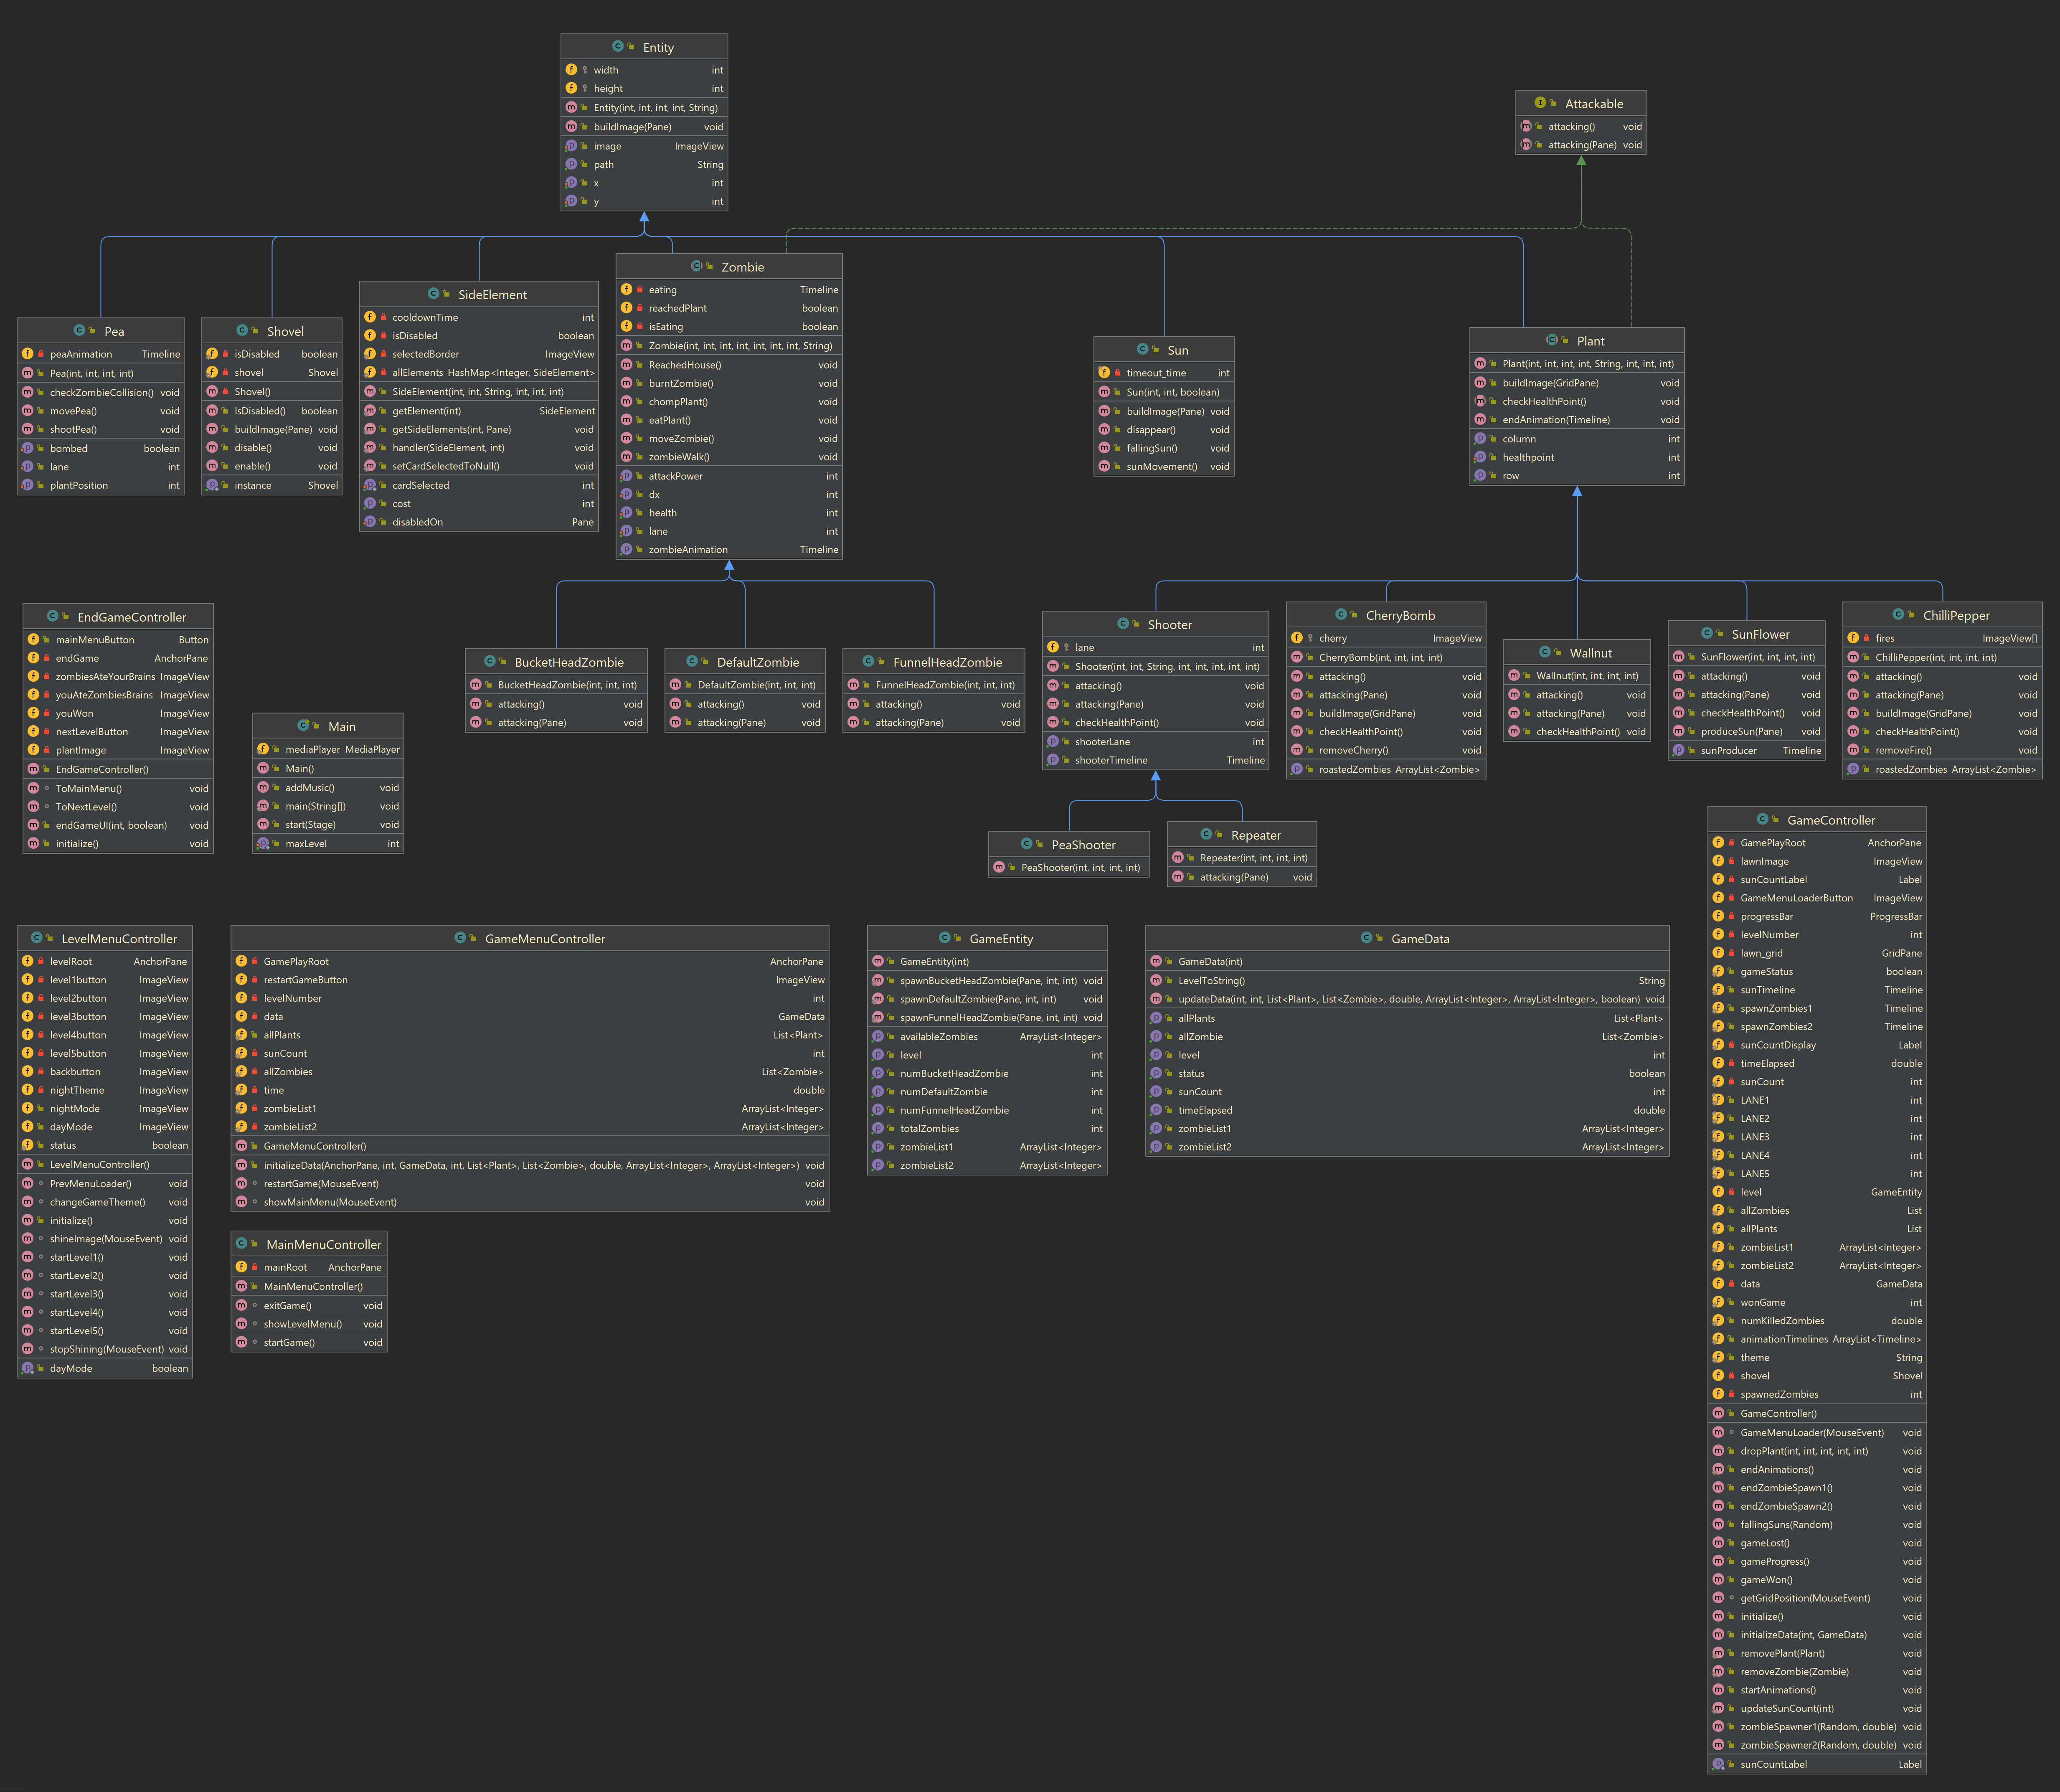 Entity
width int
height int
Entity(int, int, int, int, String)
buildImage(Pane) void
image ImageView
path String
x int
y int
Attackable
attacking() void
attacking(Pane) void
Pea
peaAnimation Timeline
Pea(int, int, int, int)
checkZombieCollision() void
movePea() void
shootPea() void
bombed boolean
lane int
plantPosition int
Shovel
isDisabled boolean
shovel Shovel
Shovel()
IsDisabled() boolean
buildImage(Pane) void
disable() void
enable() void
instance Shovel
SideElement
cooldownTime int
isDisabled boolean
selectedBorder ImageView
allElements HashMap<Integer, SideElement>
SideElement(int, int, String, int, int, int)
getElement(int) SideElement
getSideElements(int, Pane) void
handler(SideElement, int) void
setCardSelectedToNull() void
cardSelected int
cost int
disabledOn Pane
Zombie
eating Timeline
reachedPlant boolean
isEating boolean
Zombie(int, int, int, int, int, int, int, String)
ReachedHouse() void
burntZombie() void
chompPlant() void
eatPlant() void
moveZombie() void
zombieWalk() void
attackPower int
dx int
health int
lane int
zombieAnimation Timeline
Sun
timeout_time int
Sun(int, int, boolean)
buildImage(Pane) void
disappear() void
fallingSun() void
sunMovement() void
Plant
Plant(int, int, int, int, String, int, int, int)
buildImage(GridPane) void
checkHealthPoint() void
endAnimation(Timeline) void
column int
healthpoint int
row int
EndGameController
mainMenuButton Button
endGame AnchorPane
zombiesAteYourBrains ImageView
youAteZombiesBrains ImageView
youWon ImageView
nextLevelButton ImageView
plantImage ImageView
EndGameController()
ToMainMenu() void
ToNextLevel() void
endGameUI(int, boolean) void
initialize() void
Main
mediaPlayer MediaPlayer
Main()
addMusic() void
main(String[]) void
start(Stage) void
maxLevel int
BucketHeadZombie
BucketHeadZombie(int, int, int)
attacking() void
attacking(Pane) void
DefaultZombie
DefaultZombie(int, int, int)
attacking() void
attacking(Pane) void
FunnelHeadZombie
FunnelHeadZombie(int, int, int)
attacking() void
attacking(Pane) void
Shooter
lane int
Shooter(int, int, String, int, int, int, int, int)
attacking() void
attacking(Pane) void
checkHealthPoint() void
shooterLane int
shooterTimeline Timeline
CherryBomb
cherry ImageView
CherryBomb(int, int, int, int)
attacking() void
attacking(Pane) void
buildImage(GridPane) void
checkHealthPoint() void
removeCherry() void
roastedZombies ArrayList<Zombie>
Wallnut
Wallnut(int, int, int, int)
attacking() void
attacking(Pane) void
checkHealthPoint() void
SunFlower
SunFlower(int, int, int, int)
attacking() void
attacking(Pane) void
checkHealthPoint() void
produceSun(Pane) void
sunProducer Timeline
ChilliPepper
fires ImageView[]
ChilliPepper(int, int, int, int)
attacking() void
attacking(Pane) void
buildImage(GridPane) void
checkHealthPoint() void
removeFire() void
roastedZombies ArrayList<Zombie>
PeaShooter
PeaShooter(int, int, int, int)
Repeater
Repeater(int, int, int, int)
attacking(Pane) void
LevelMenuController
levelRoot AnchorPane
level1button ImageView
level2button ImageView
level3button ImageView
level4button ImageView
level5button ImageView
backbutton ImageView
nightTheme ImageView
nightMode ImageView
dayMode ImageView
status boolean
LevelMenuController()
PrevMenuLoader() void
changeGameTheme() void
initialize() void
shineImage(MouseEvent) void
startLevel1() void
startLevel2() void
startLevel3() void
startLevel4() void
startLevel5() void
stopShining(MouseEvent) void
dayMode boolean
GameMenuController
GamePlayRoot AnchorPane
restartGameButton ImageView
levelNumber int
data GameData
allPlants List<Plant>
sunCount int
allZombies List<Zombie>
time double
zombieList1 ArrayList<Integer>
zombieList2 ArrayList<Integer>
GameMenuController()
initializeData(AnchorPane, int, GameData, int, List<Plant>, List<Zombie>, double, ArrayList<Integer>, ArrayList<Integer>) void
restartGame(MouseEvent) void
showMainMenu(MouseEvent) void
MainMenuController
mainRoot AnchorPane
MainMenuController()
exitGame() void
showLevelMenu() void
startGame() void
GameEntity
GameEntity(int)
spawnBucketHeadZombie(Pane, int, int) void
spawnDefaultZombie(Pane, int, int) void
spawnFunnelHeadZombie(Pane, int, int) void
availableZombies ArrayList<Integer>
level int
numBucketHeadZombie int
numDefaultZombie int
numFunnelHeadZombie int
totalZombies int
zombieList1 ArrayList<Integer>
zombieList2 ArrayList<Integer>
GameData
GameData(int)
LevelToString() String
updateData(int, int, List<Plant>, List<Zombie>, double, ArrayList<Integer>, ArrayList<Integer>, boolean) void
allPlants List<Plant>
allZombie List<Zombie>
level int
status boolean
sunCount int
timeElapsed double
zombieList1 ArrayList<Integer>
zombieList2 ArrayList<Integer>
GameController
GamePlayRoot AnchorPane
lawnImage ImageView
sunCountLabel Label
GameMenuLoaderButton ImageView
progressBar ProgressBar
levelNumber int
lawn_grid GridPane
gameStatus boolean
sunTimeline Timeline
spawnZombies1 Timeline
spawnZombies2 Timeline
sunCountDisplay Label
timeElapsed double
sunCount int
LANE1 int
LANE2 int
LANE3 int
LANE4 int
LANE5 int
level GameEntity
allZombies List
allPlants List
zombieList1 ArrayList<Integer>
zombieList2 ArrayList<Integer>
data GameData
wonGame int
numKilledZombies double
animationTimelines ArrayList<Timeline>
theme String
shovel Shovel
spawnedZombies int
GameController()
GameMenuLoader(MouseEvent) void
dropPlant(int, int, int, int, int) void
endAnimations() void
endZombieSpawn1() void
endZombieSpawn2() void
fallingSuns(Random) void
gameLost() void
gameProgress() void
gameWon() void
getGridPosition(MouseEvent) void
initialize() void
initializeData(int, GameData) void
removePlant(Plant) void
removeZombie(Zombie) void
startAnimations() void
updateSunCount(int) void
zombieSpawner1(Random, double) void
zombieSpawner2(Random, double) void
sunCountLabel Label